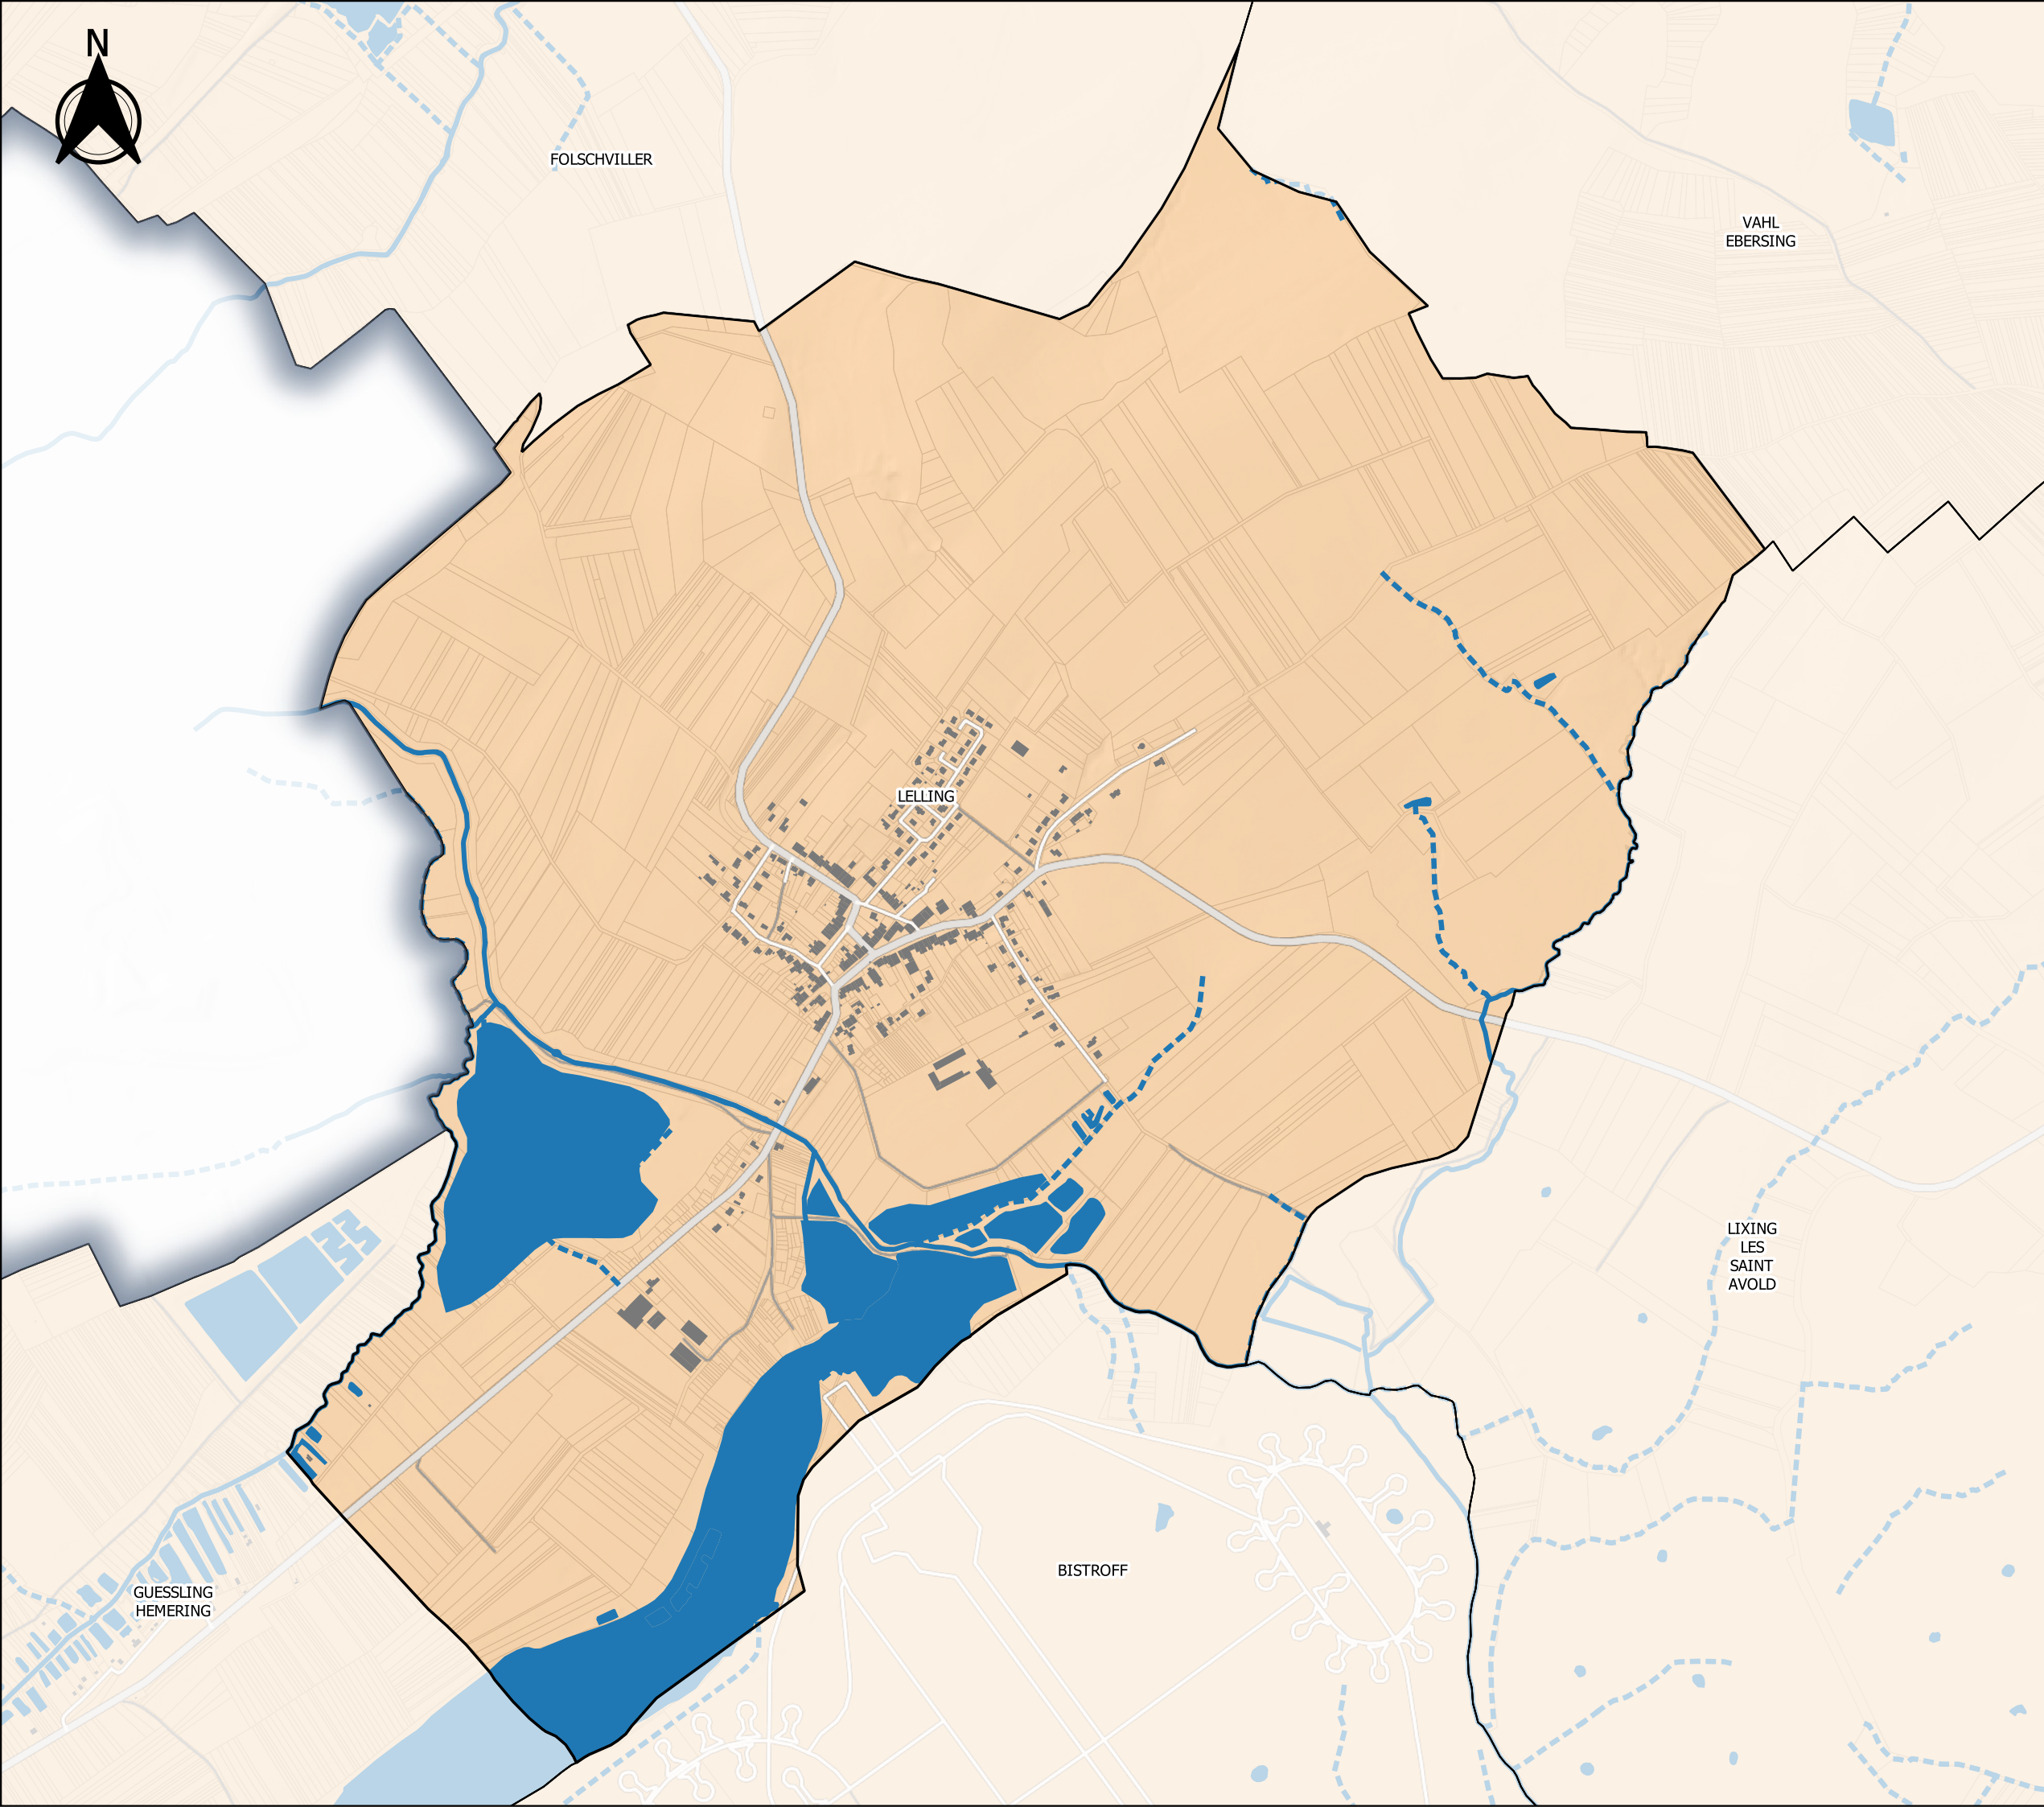 N
FOLSCHVILLER
VAHL
EBERSING
LELLING
LIXING
LES
SAINT
AVOLD
BISTROFF
GUESSLING
HEMERING